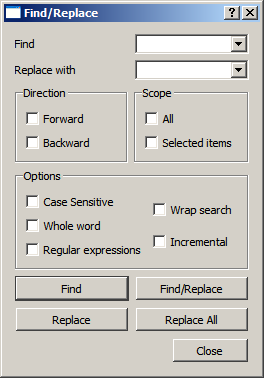 Find/Replace
Find
Replace with
Direction
Scope
Forward
All
Backward
Selected items
Options
Case Sensitive
Wrap search
Whole word
Incremental
Regular expressions
Find
Find/Replace
Replace
Replace All
Close